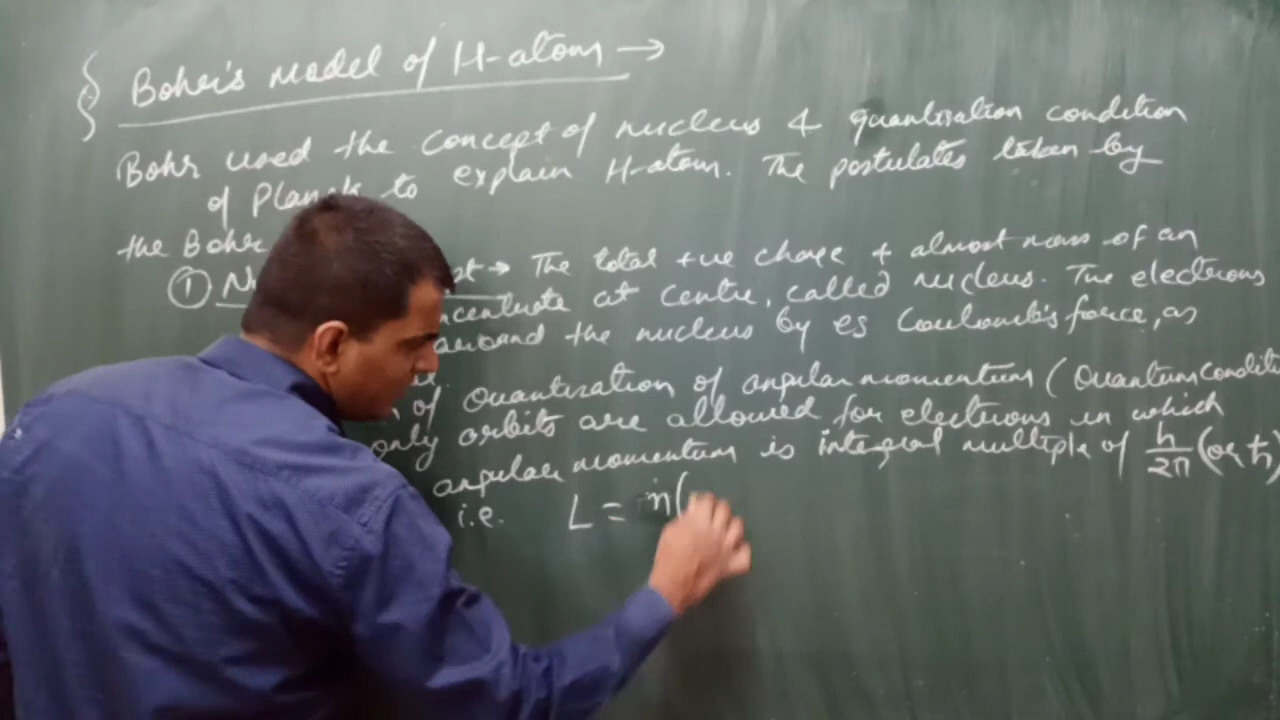 Bohr's model of H-atom →
Bohr used the concept of nucleus & quantisation condition
of Planck to explain H-atom. The postulates taken by
the Bohr
① → The total +ve charge & almost mass of an
at centre, called nucleus. The electrons
around the nucleus by es Coulomb's force, as
of Quantisation of angular momentum (Quantum Conditi
only orbits are allowed for electrons in which
angular momentum is integral multiple of h/2π (or ℏ)
i.e. L = n(